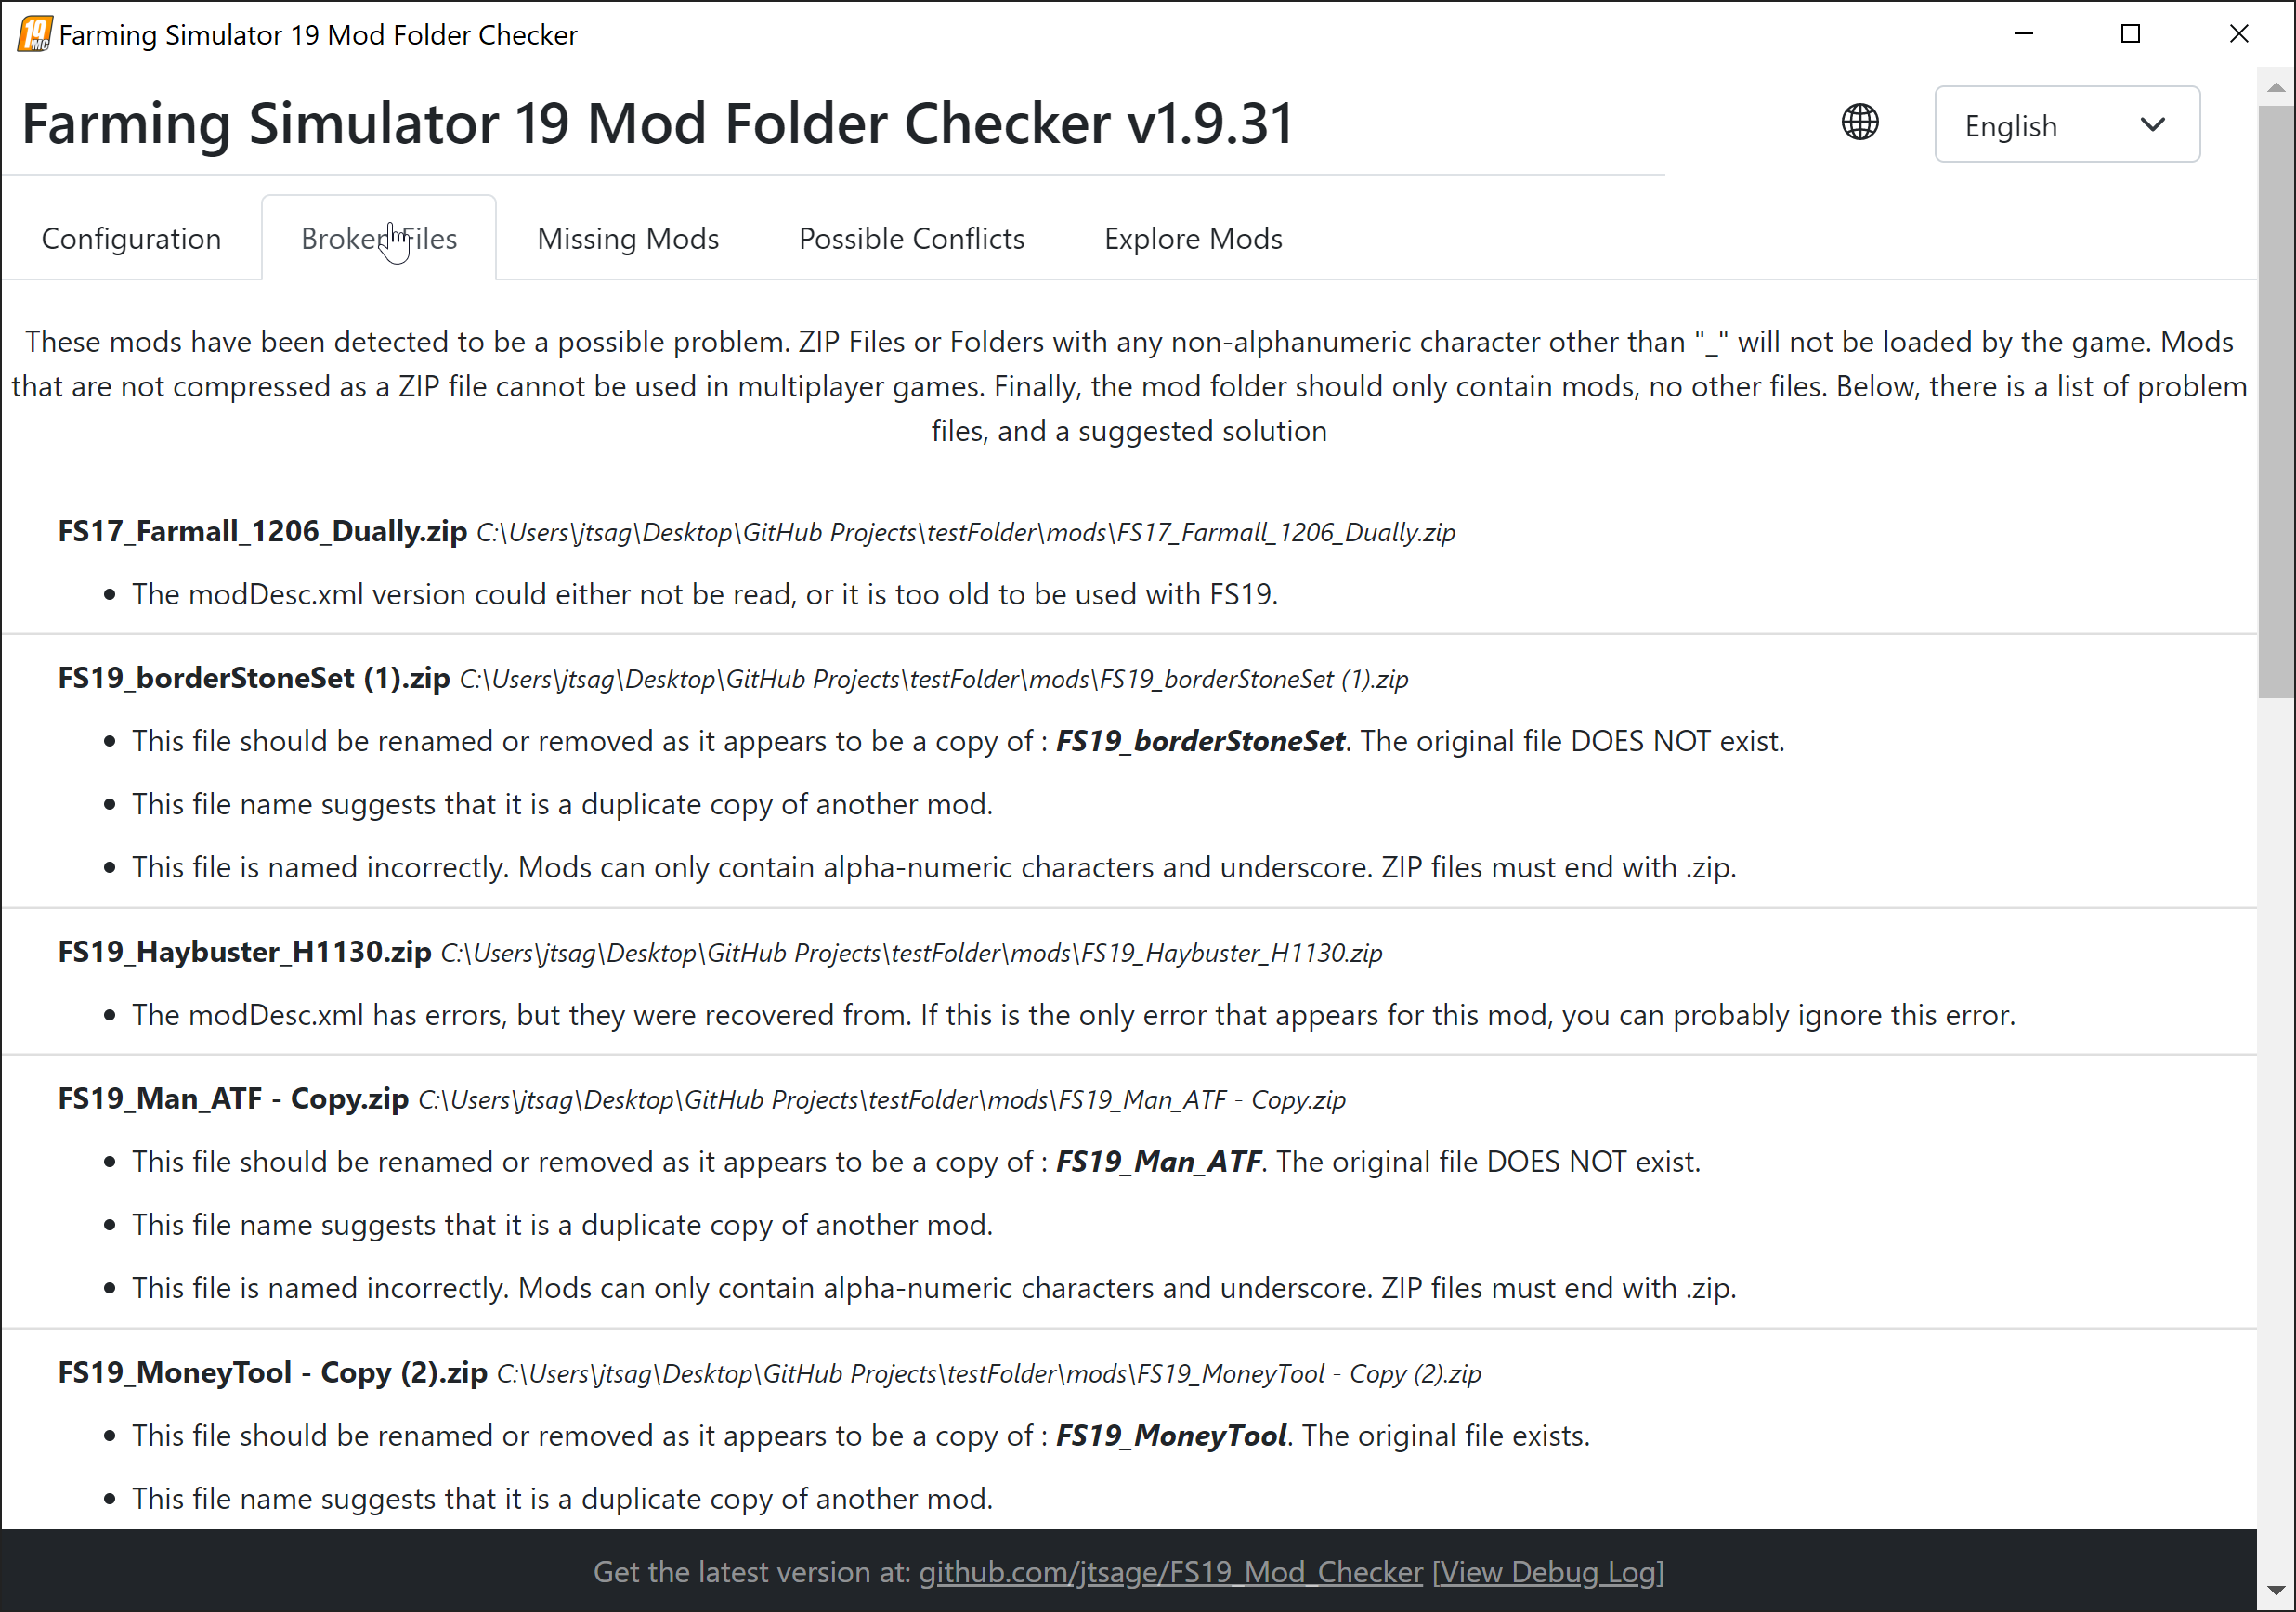 19 MC Farming Simulator 19 Mod Folder Checker
Farming Simulator 19 Mod Folder Checker v1.9.31
English
Configuration Broken Files Missing Mods Possible Conflicts Explore Mods
These mods have been detected to be a possible problem. ZIP Files or Folders with any non-alphanumeric character other than "_" will not be loaded by the game. Mods
that are not compressed as a ZIP file cannot be used in multiplayer games. Finally, the mod folder should only contain mods, no other files. Below, there is a list of problem
files, and a suggested solution
FS17_Farmall_1206_Dually.zip C:\Users\jtsag\Desktop\GitHub Projects\testFolder\mods\FS17_Farmall_1206_Dually.zip
• The modDesc.xml version could either not be read, or it is too old to be used with FS19.
FS19_borderStoneSet (1).zip C:\Users\jtsag\Desktop\GitHub Projects\testFolder\mods\FS19_borderStoneSet (1).zip
• This file should be renamed or removed as it appears to be a copy of : FS19_borderStoneSet. The original file DOES NOT exist.
• This file name suggests that it is a duplicate copy of another mod.
• This file is named incorrectly. Mods can only contain alpha-numeric characters and underscore. ZIP files must end with .zip.
FS19_Haybuster_H1130.zip C:\Users\jtsag\Desktop\GitHub Projects\testFolder\mods\FS19_Haybuster_H1130.zip
• The modDesc.xml has errors, but they were recovered from. If this is the only error that appears for this mod, you can probably ignore this error.
FS19_Man_ATF - Copy.zip C:\Users\jtsag\Desktop\GitHub Projects\testFolder\mods\FS19_Man_ATF - Copy.zip
• This file should be renamed or removed as it appears to be a copy of : FS19_Man_ATF. The original file DOES NOT exist.
• This file name suggests that it is a duplicate copy of another mod.
• This file is named incorrectly. Mods can only contain alpha-numeric characters and underscore. ZIP files must end with .zip.
FS19_MoneyTool - Copy (2).zip C:\Users\jtsag\Desktop\GitHub Projects\testFolder\mods\FS19_MoneyTool - Copy (2).zip
• This file should be renamed or removed as it appears to be a copy of : FS19_MoneyTool. The original file exists.
• This file name suggests that it is a duplicate copy of another mod.
Get the latest version at: github.com/jtsage/FS19_Mod_Checker [View Debug Log]